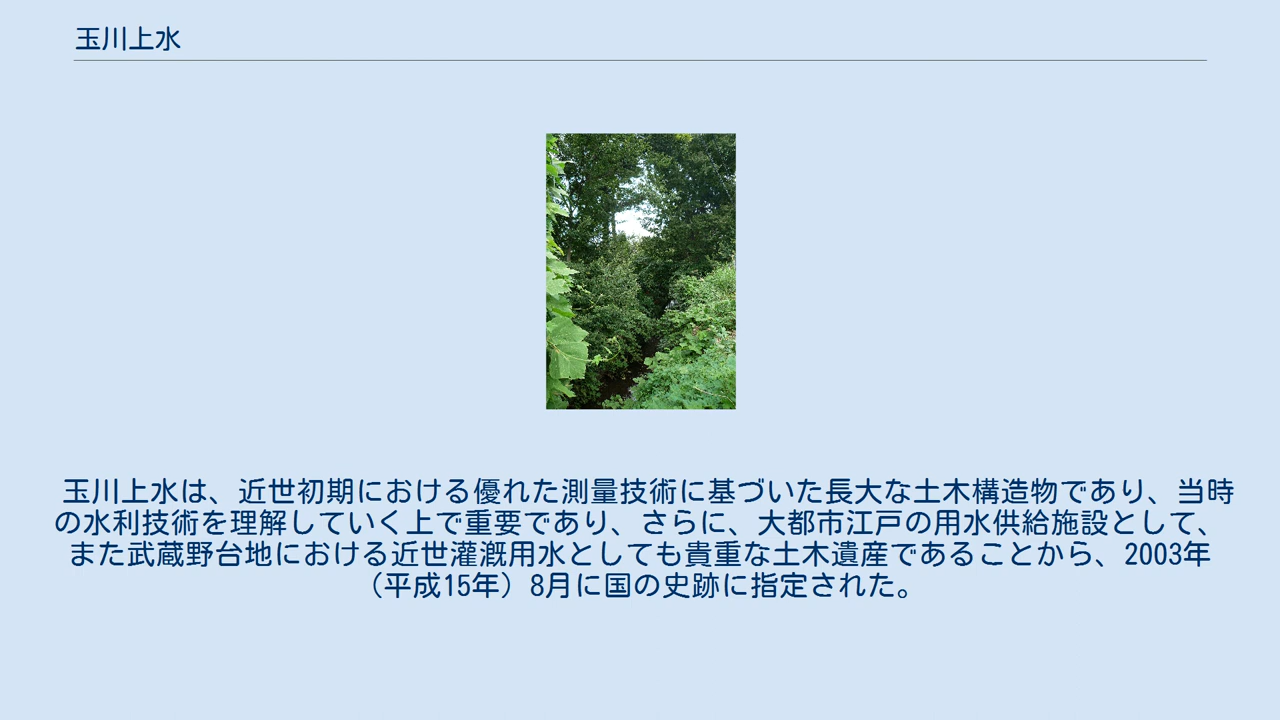 玉川上水
玉川上水は、近世初期における優れた測量技術に基づいた長大な土木構造物であり、当時
の水利技術を理解していく上で重要であり、さらに、大都市江戸の用水供給施設として、
また武蔵野台地における近世灌漑用水としても貴重な土木遺産であることから、2003年
（平成15年）8月に国の史跡に指定された。